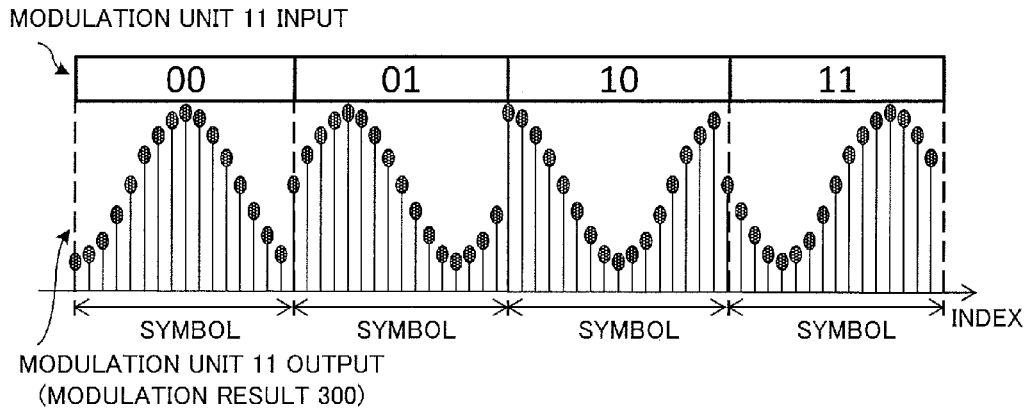 MODULATION UNIT 11 INPUT
00 01 10 11
SYMBOL SYMBOL SYMBOL SYMBOL INDEX
MODULATION UNIT 11 OUTPUT
(MODULATION RESULT 300)